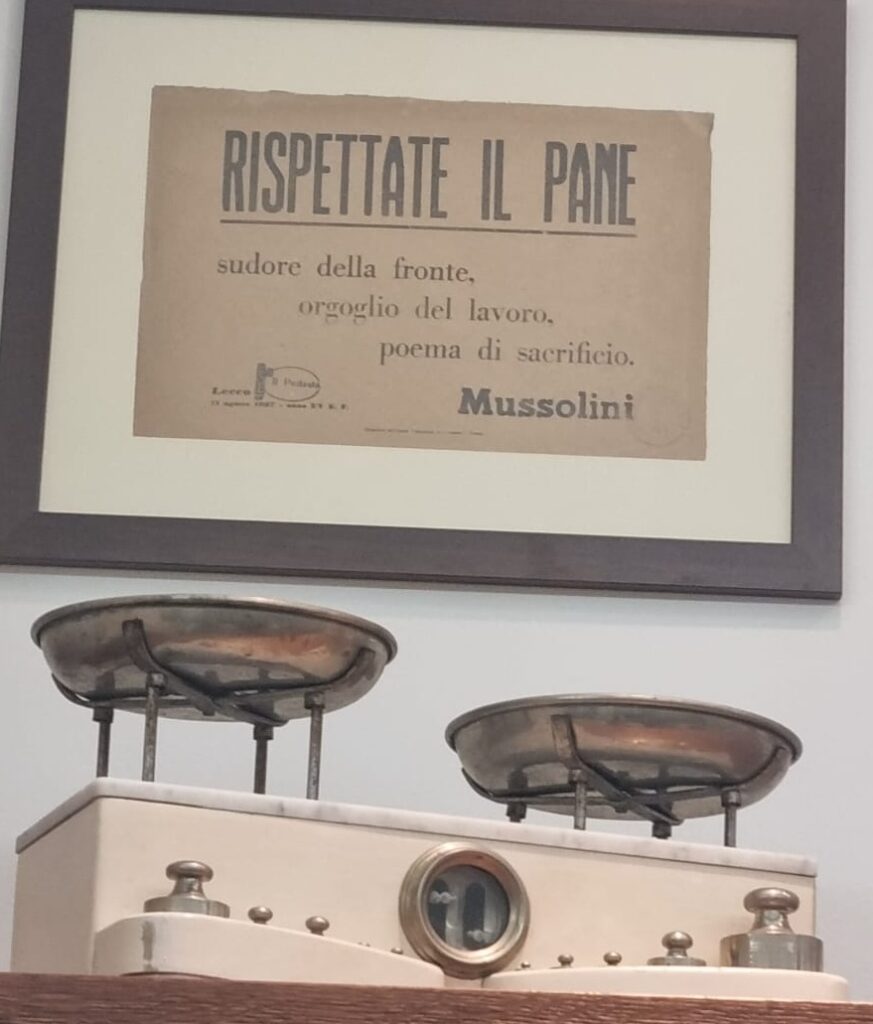 RISPETTATE IL PANE
sudore della fronte,
orgoglio del lavoro,
poema di sacrificio.
Lecco
Mussolini